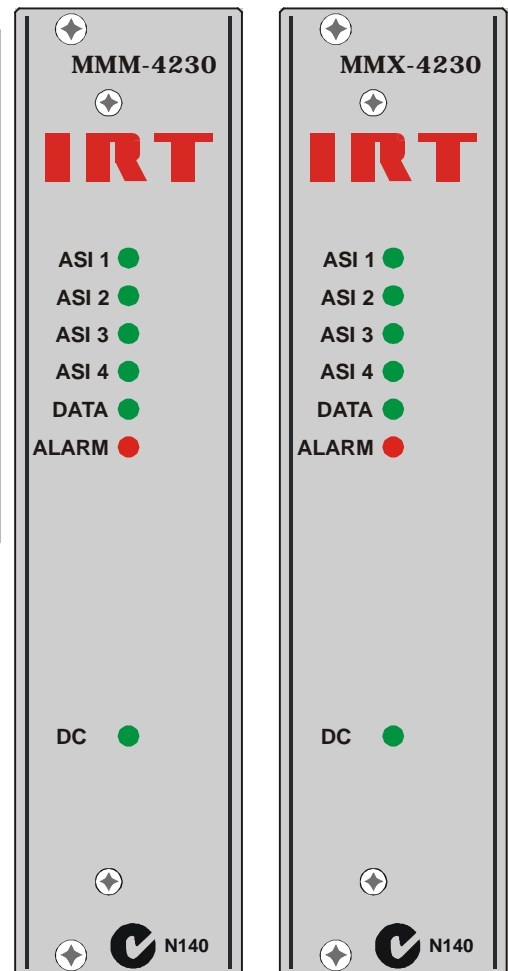 MMM-4230
IRT
ASI 1
ASI 2
ASI 3
ASI 4
DATA
ALARM
DC
N140
MMX-4230
IRT
ASI 1
ASI 2
ASI 3
ASI 4
DATA
ALARM
DC
N140